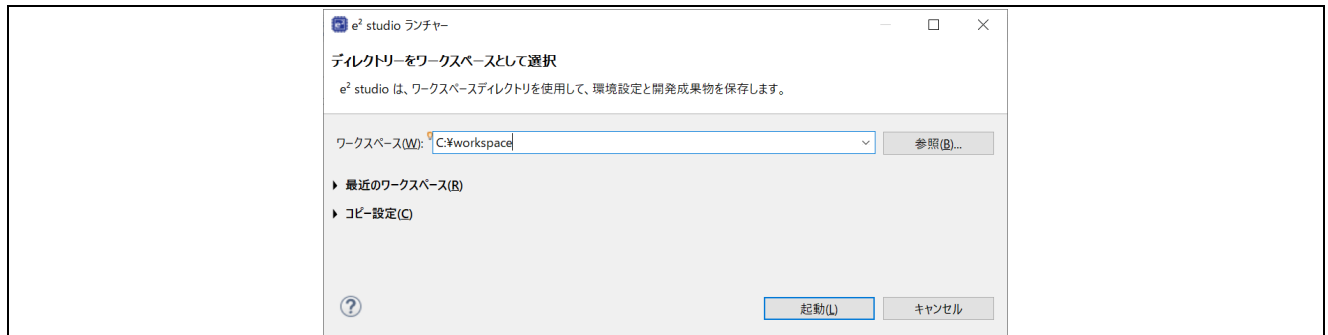 e² studio ランチャー
ディレクトリーをワークスペースとして選択
e² studio は、ワークスペースディレクトリを使用して、環境設定と開発成果物を保存します。
ワークスペース(W): C:¥workspace 参照(B)...
最近のワークスペース(R)
コピー設定(C)
起動(L) キャンセル